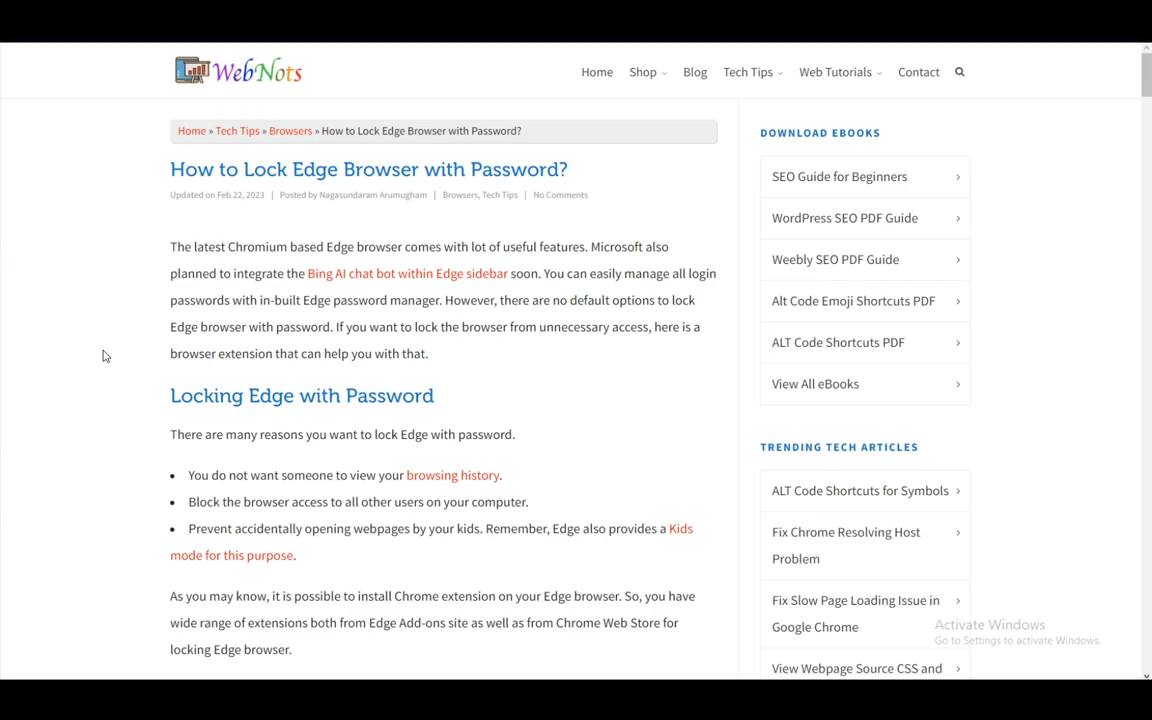 WebNots
Home Shop Blog Tech Tips Web Tutorials Contact
Home » Tech Tips » Browsers » How to Lock Edge Browser with Password?
How to Lock Edge Browser with Password?
Updated on Feb 22, 2023 | Posted by Nagasundaram Arumugham | Browsers, Tech Tips | No Comments
The latest Chromium based Edge browser comes with lot of useful features. Microsoft also
planned to integrate the Bing AI chat bot within Edge sidebar soon. You can easily manage all login
passwords with in-built Edge password manager. However, there are no default options to lock
Edge browser with password. If you want to lock the browser from unnecessary access, here is a
browser extension that can help you with that.
Locking Edge with Password
There are many reasons you want to lock Edge with password.
• You do not want someone to view your browsing history.
• Block the browser access to all other users on your computer.
• Prevent accidentally opening webpages by your kids. Remember, Edge also provides a Kids
mode for this purpose.
As you may know, it is possible to install Chrome extension on your Edge browser. So, you have
wide range of extensions both from Edge Add-ons site as well as from Chrome Web Store for
locking Edge browser.
DOWNLOAD EBOOKS
SEO Guide for Beginners
WordPress SEO PDF Guide
Weebly SEO PDF Guide
Alt Code Emoji Shortcuts PDF
ALT Code Shortcuts PDF
View All eBooks
TRENDING TECH ARTICLES
ALT Code Shortcuts for Symbols
Fix Chrome Resolving Host
Problem
Fix Slow Page Loading Issue in
Google Chrome
View Webpage Source CSS and
Activate Windows
Go to Settings to activate Windows.